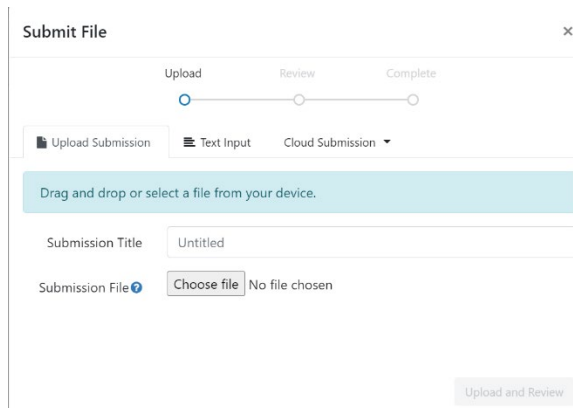 Submit File ×
Upload Review Complete
Upload Submission Text Input Cloud Submission
Drag and drop or select a file from your device.
Submission Title Untitled
Submission File ? Choose file No file chosen
Upload and Review